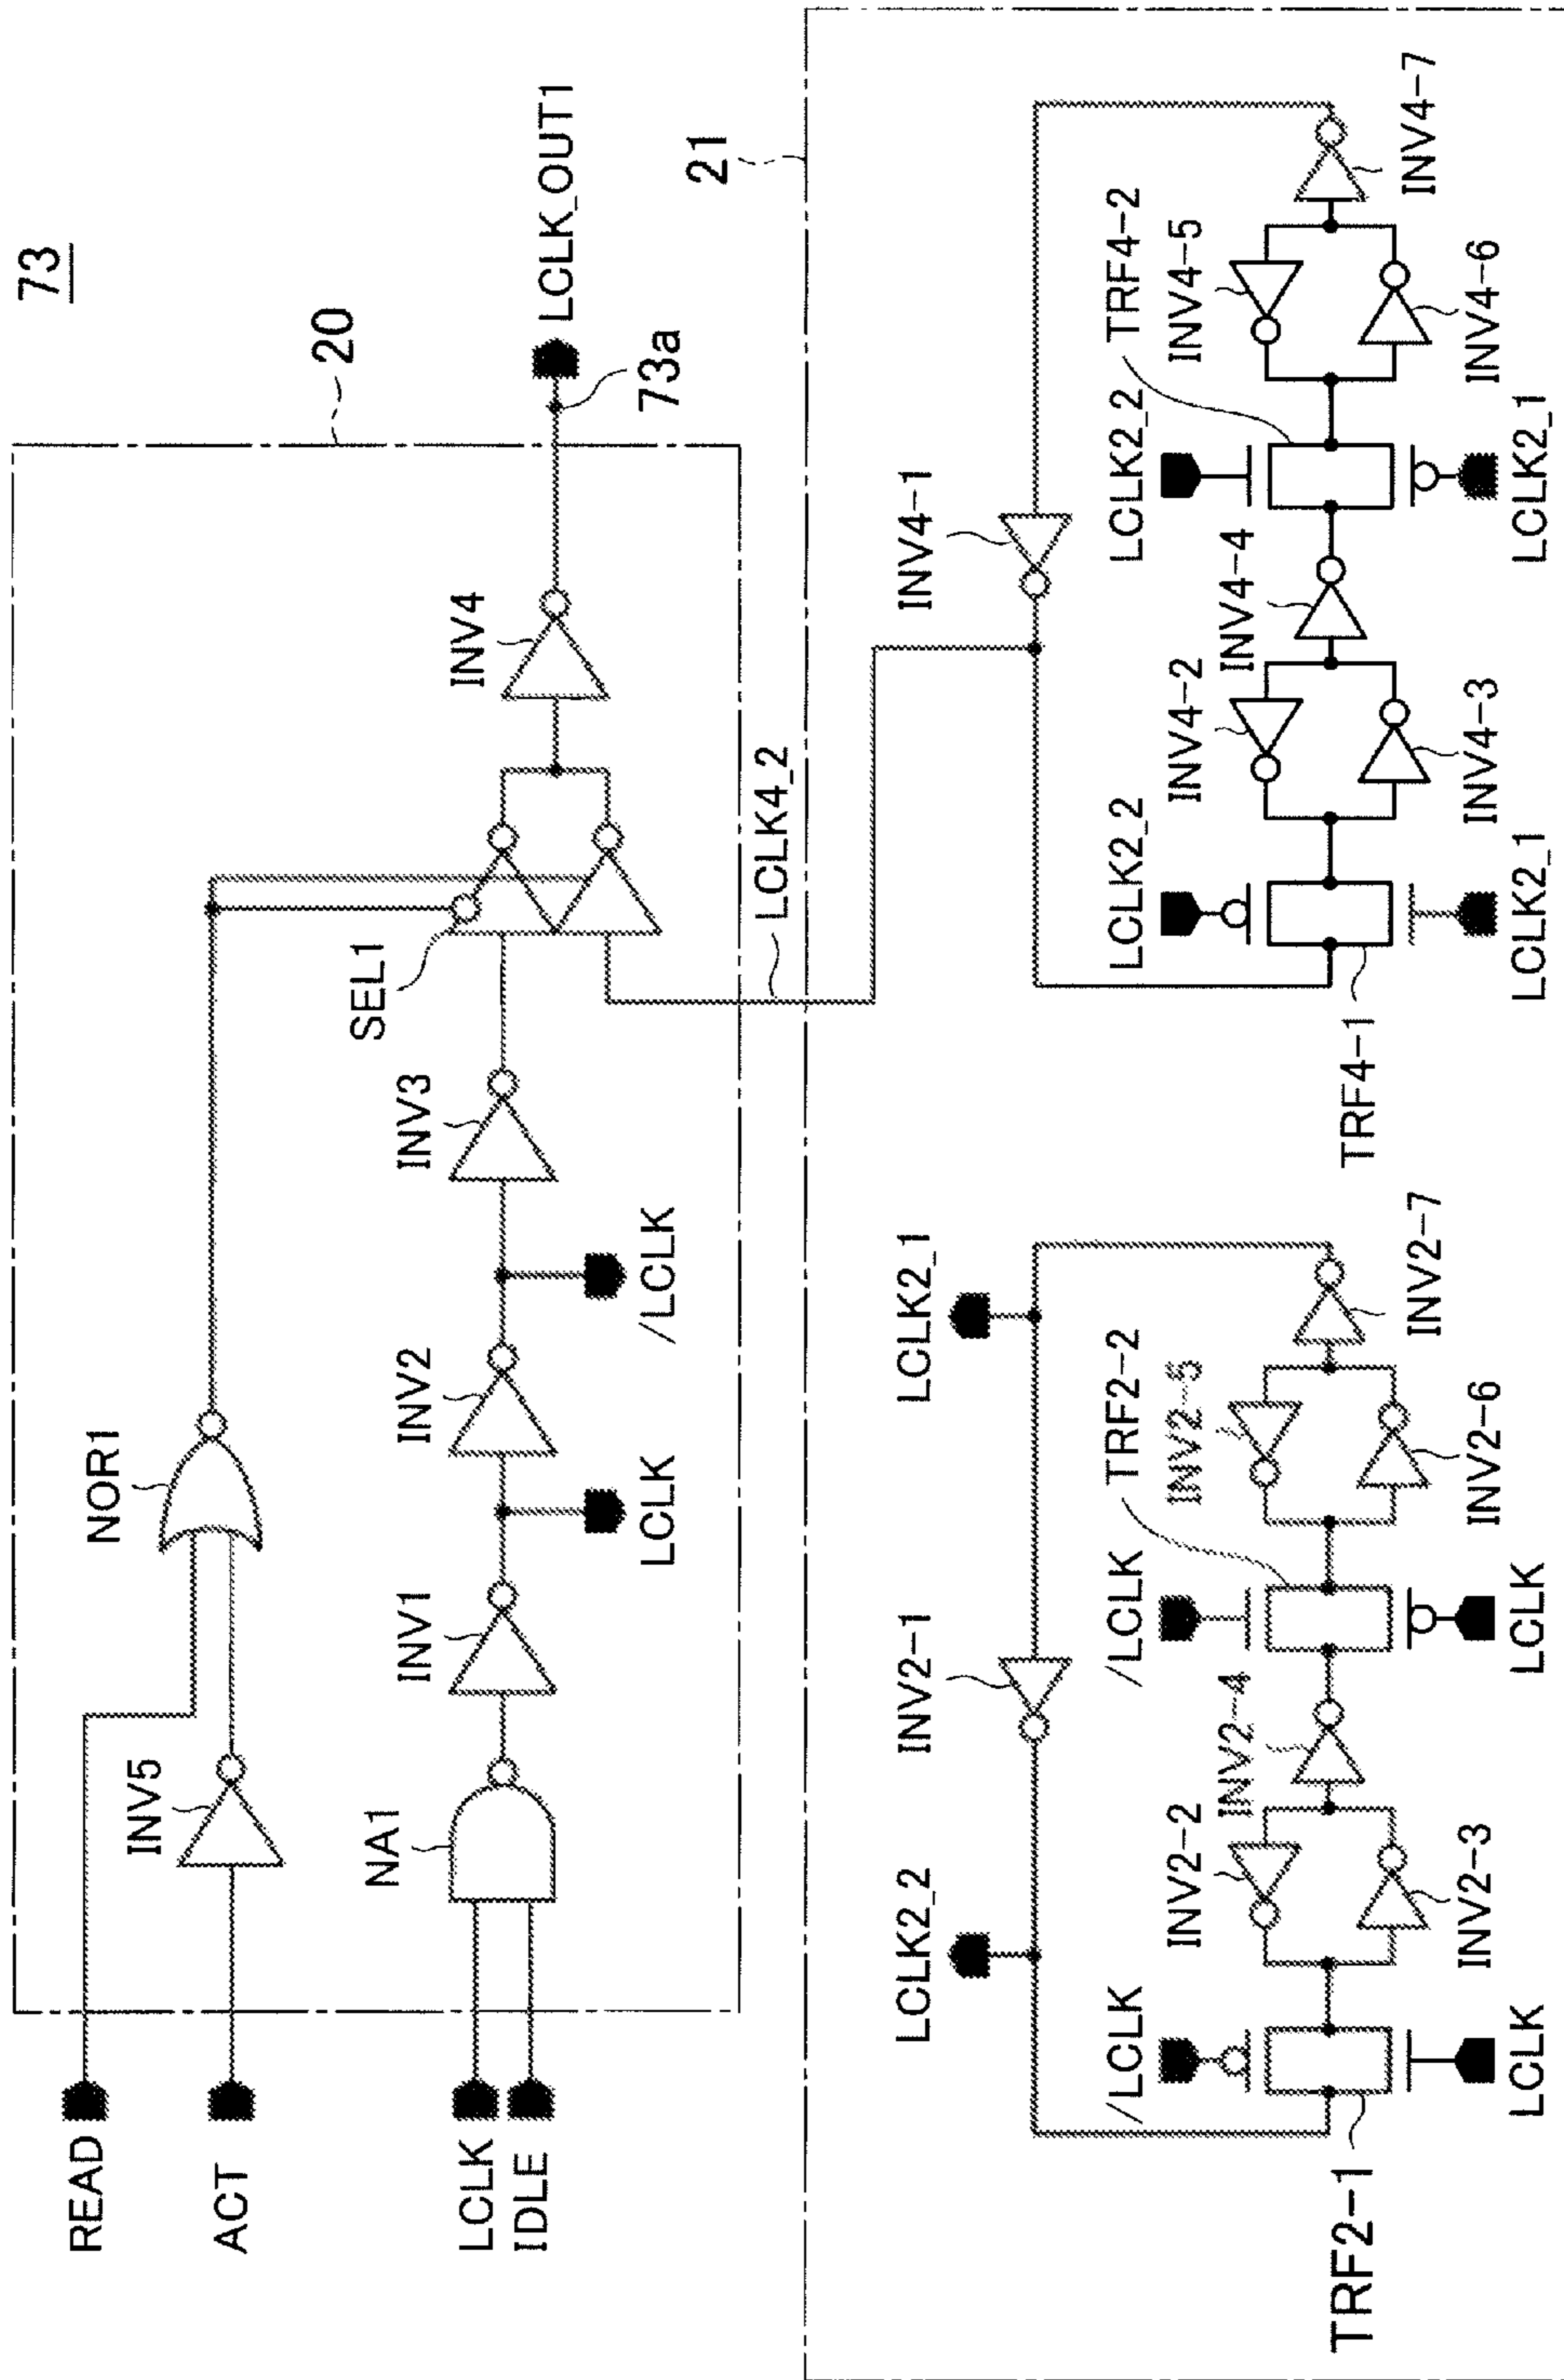 73
20
READ
ACT
INV5
NOR1
LCLK
IDLE
NA1
INV1
LCLK
INV2
/LCLK
INV3
SEL1
INV4
LCLK_OUT1
73a
LCLK4_2
21
LCLK2_2
INV2-1
LCLK2_1
/LCLK
TRF2-1
LCLK
INV2-2
INV2-3
INV2-4
/LCLK
TRF2-2
LCLK
INV2-5
INV2-6
INV2-7
INV4-1
LCLK2_2
TRF4-1
LCLK2_1
INV4-2
INV4-3
INV4-4
LCLK2_2
TRF4-2
LCLK2_1
INV4-5
INV4-6
INV4-7